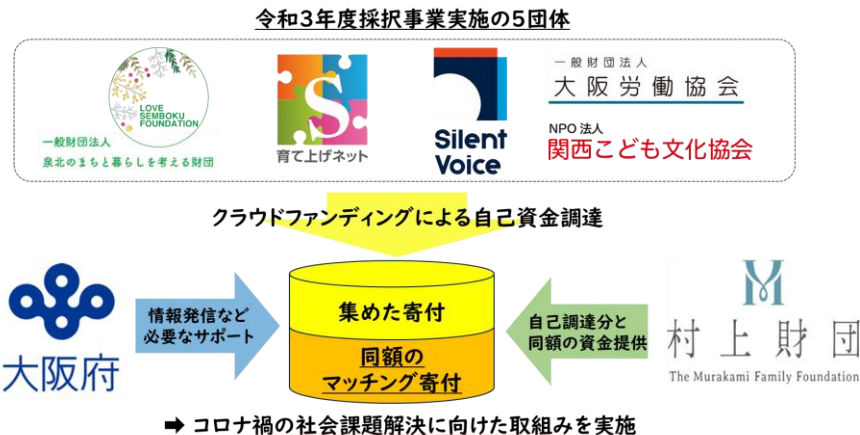 令和3年度採択事業実施の5団体
LOVE
SEMBOKU
FOUNDATION
一般財団法人
泉北のまちと暮らしを考える財団
S
育て上げネット
Silent
Voice
一般財団法人
大阪労働協会
NPO法人
関西こども文化協会
クラウドファンディングによる自己資金調達
大阪府
情報発信など
必要なサポート
集めた寄付
同額の
マッチング寄付
自己調達分と
同額の資金提供
M
村上財団
The Murakami Family Foundation
➡ コロナ禍の社会課題解決に向けた取組みを実施